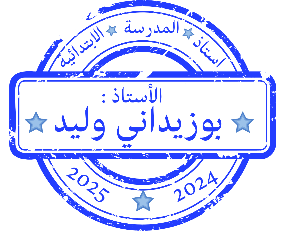 أستاذ المدرسة الابتدائية
الأستاذ :
بوزيداني وليد
2025 2024